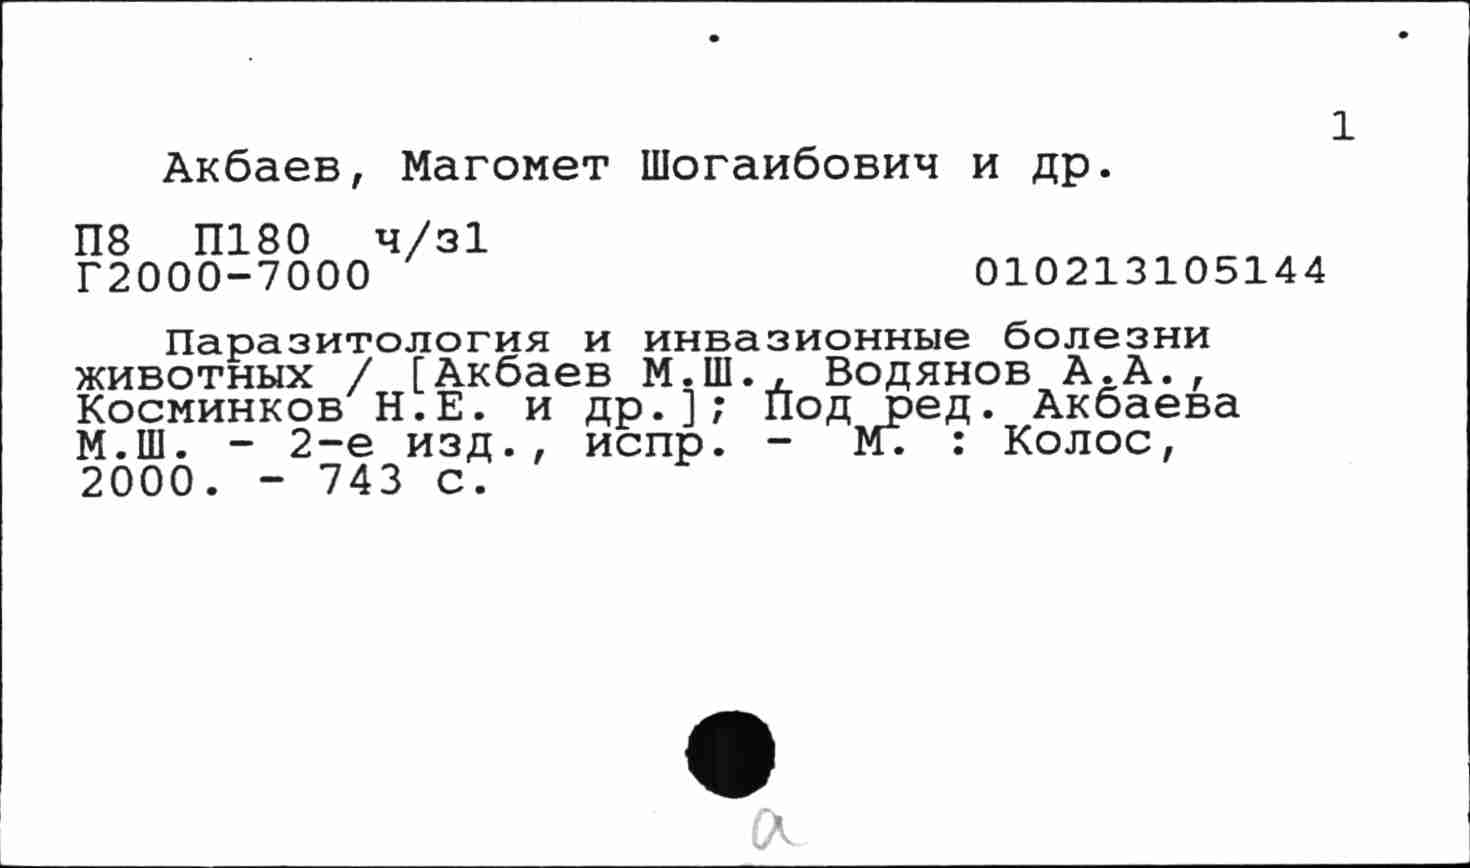 1
Акбаев, Магомет Шогаибович и др.
П8 П180 ч/з1
Г2000-7000 010213105144
Паразитология и инвазионные болезни
животных / [Акбаев М.Ш., Водянов А.А.,
Косминков Н.Е. и др.]; Под ред. Акбаева
М.Ш. - 2-е изд., испр. - М. : Колос,
2000. - 743 с.
а